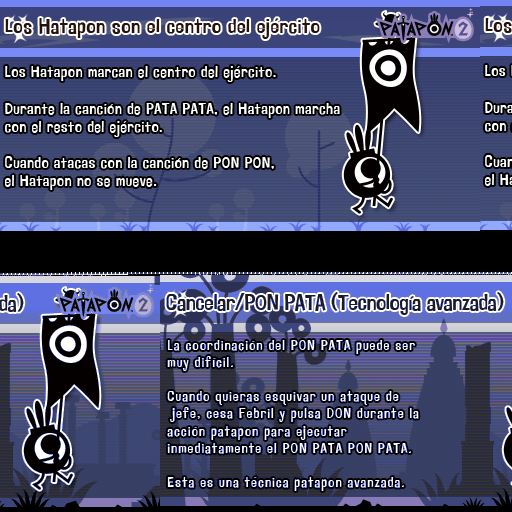 Los Hatapon son el centro del ejército
PATAPON 2
Los
Los Hatapon marcan el centro del ejército.
Los
Durante la canción de PATA PATA, el Hatapon marcha
con el resto del ejército.
con
Cuando atacas con la canción de PON PON,
el Hatapon no se mueve.
da)
PATAPON 2
Cancelar/PON PATA (Tecnología avanzada)
La coordinación del PON PATA puede ser
muy difícil.
Cuando quieras esquivar un ataque de
jefe, cesa Febril y pulsa DON durante la
acción patapon para ejecutar
inmediatamente el PON PATA PON PATA.
Esta es una técnica patapon avanzada.